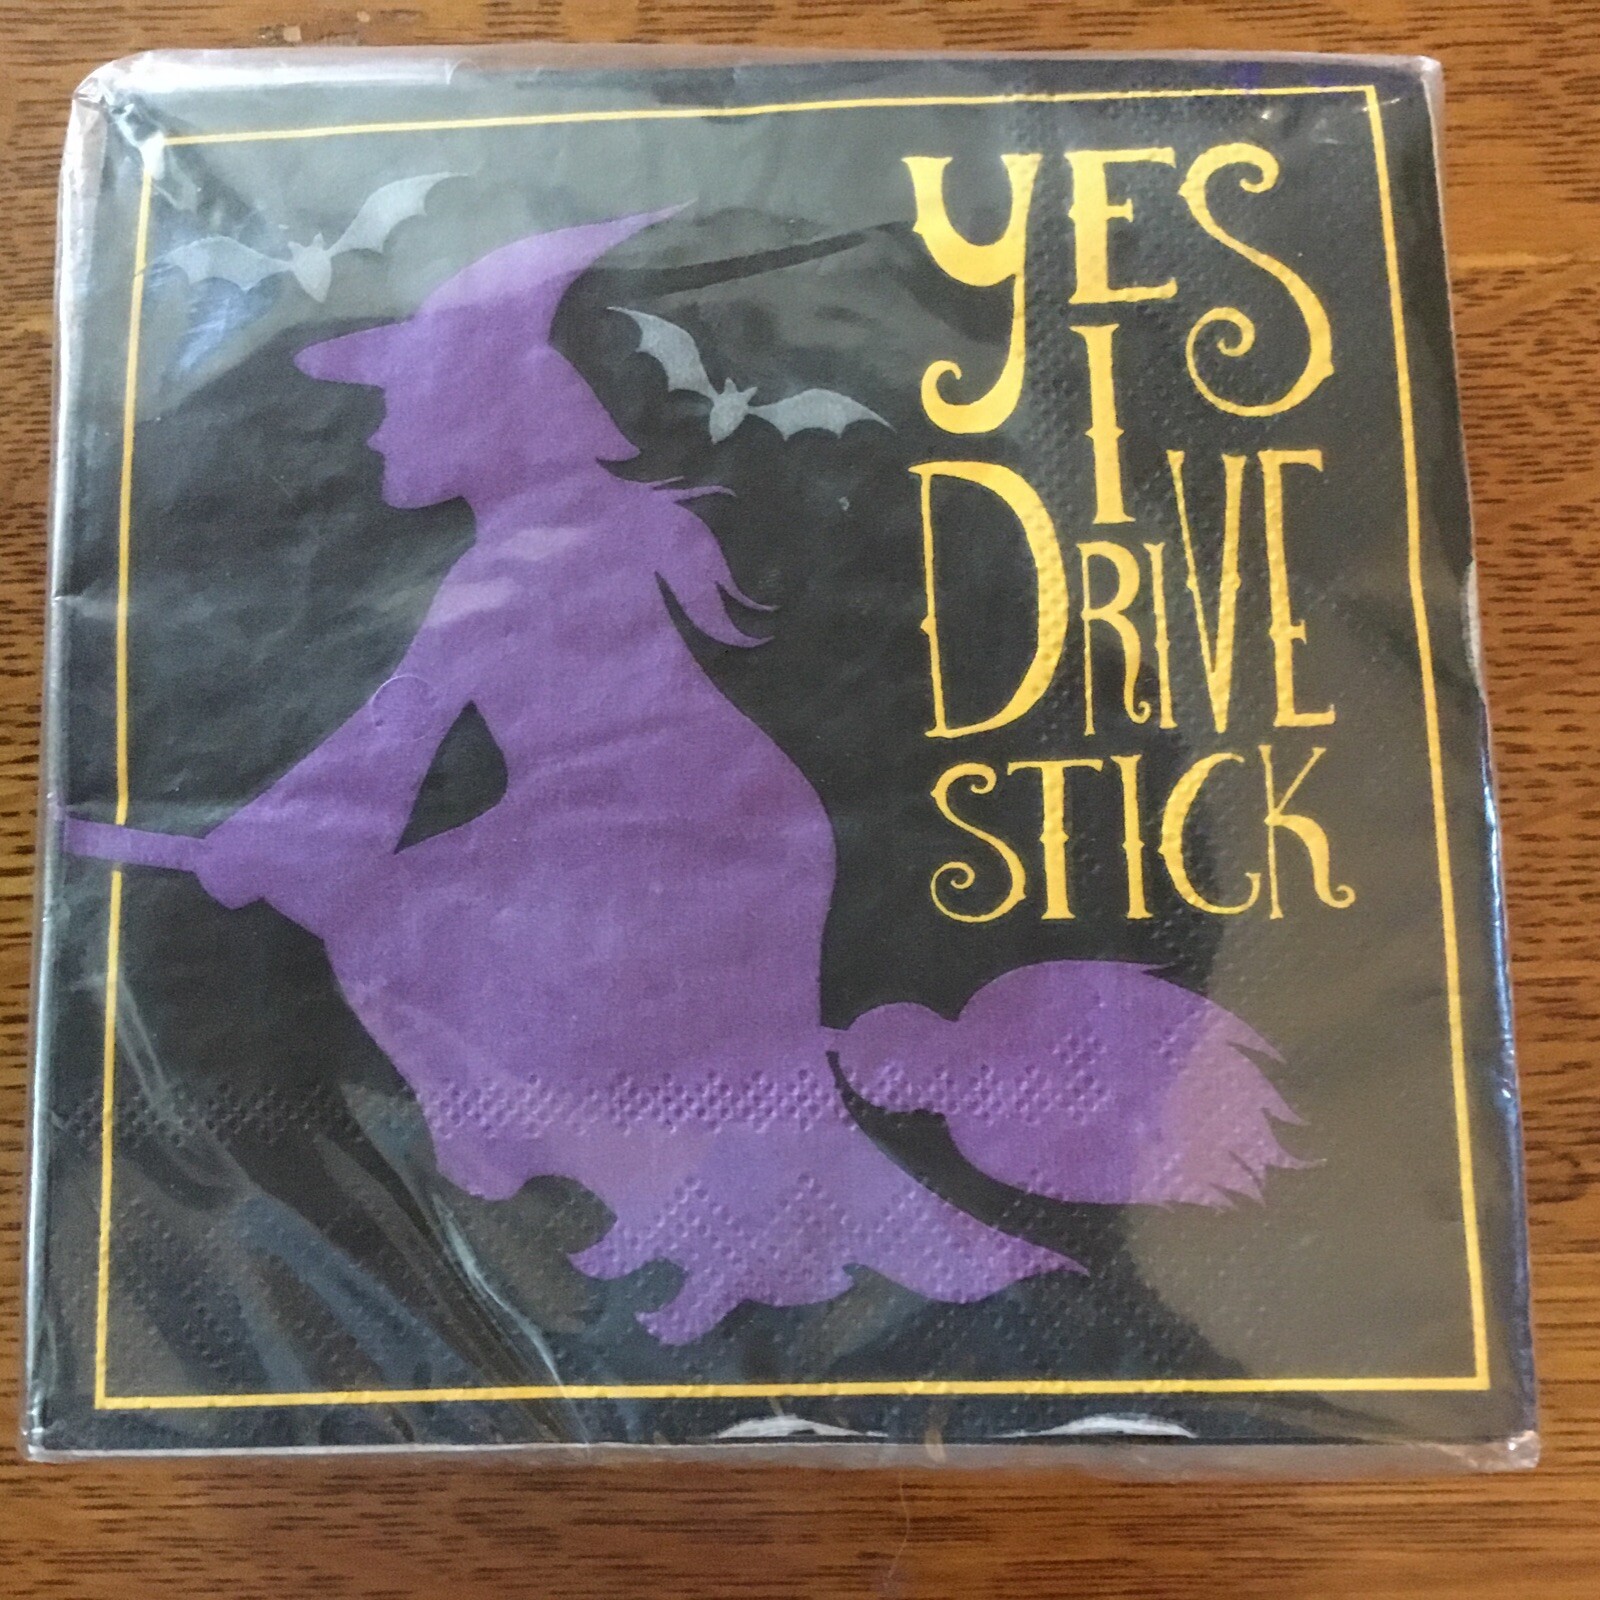 YES
I
DRIVE
STICK